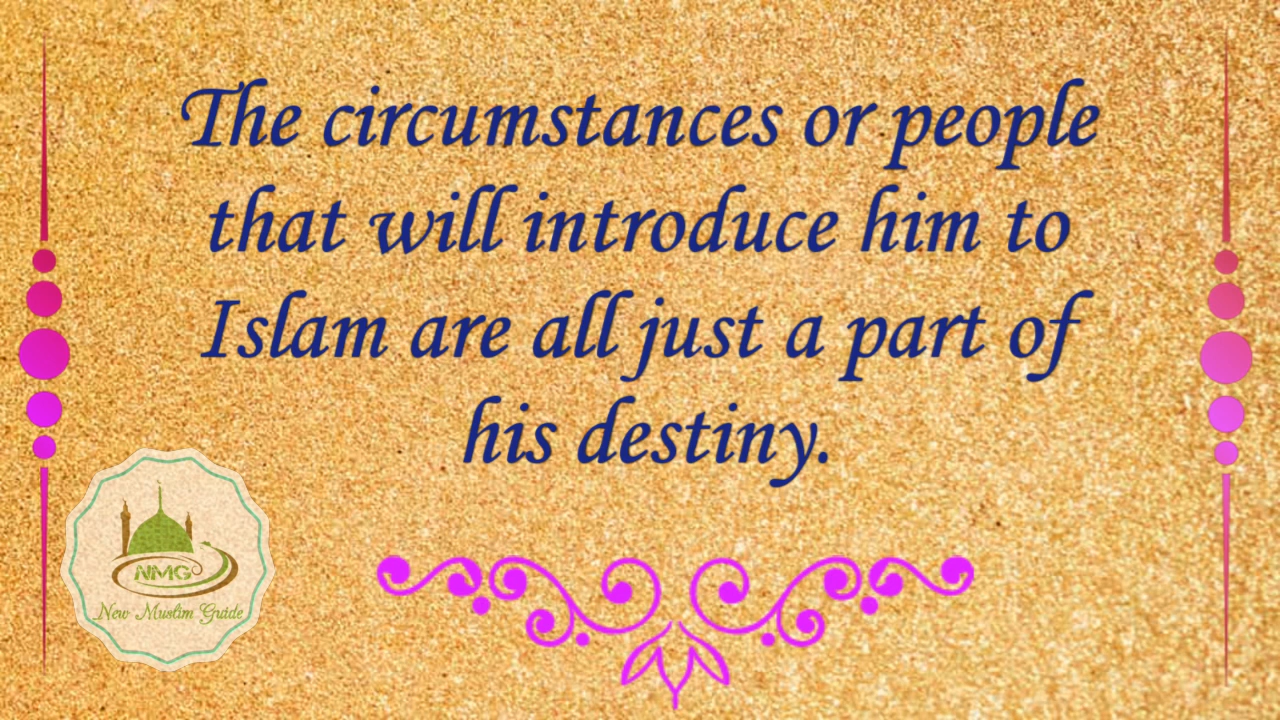 The circumstances or people
that will introduce him to
Islam are all just a part of
his destiny.
NMG
New Muslim Guide